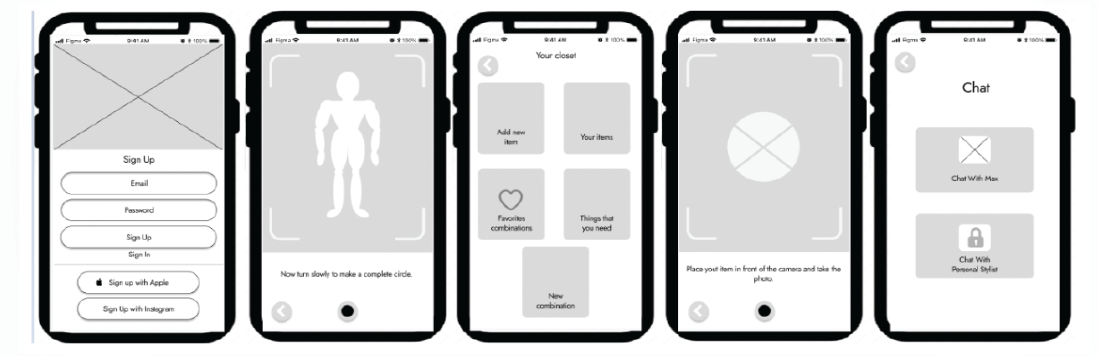 Figma 9:41 AM 100%
Sign Up
Email
Password
Sign Up
Sign In
Sign up with Apple
Sign Up with Instagram
Figma 9:41 AM 100%
Now turn slowly to make a complete circle.
Figma 9:41 AM 100%
Your closet
Add new
item
Your items
Favorites
combinations
Things that
you need
New
combination
Figma 9:41 AM 100%
Place your item in front of the camera and take the
photo.
Figma 9:41 AM 100%
Chat
Chat With Max
Chat With
Personal Stylist